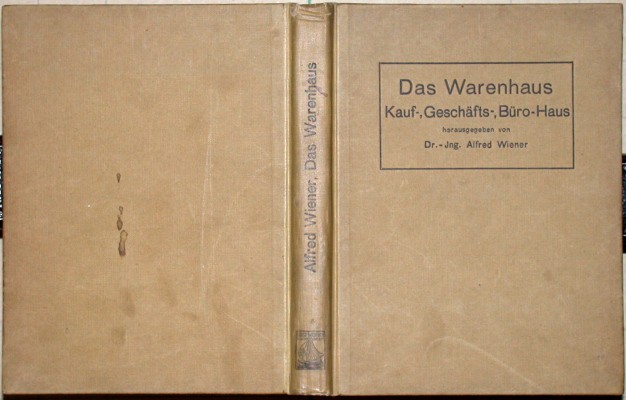 Alfred Wiener, Das Warenhaus
Das Warenhaus
Kauf-, Geschäfts-, Büro-Haus
herausgegeben von
Dr.-Jng. Alfred Wiener